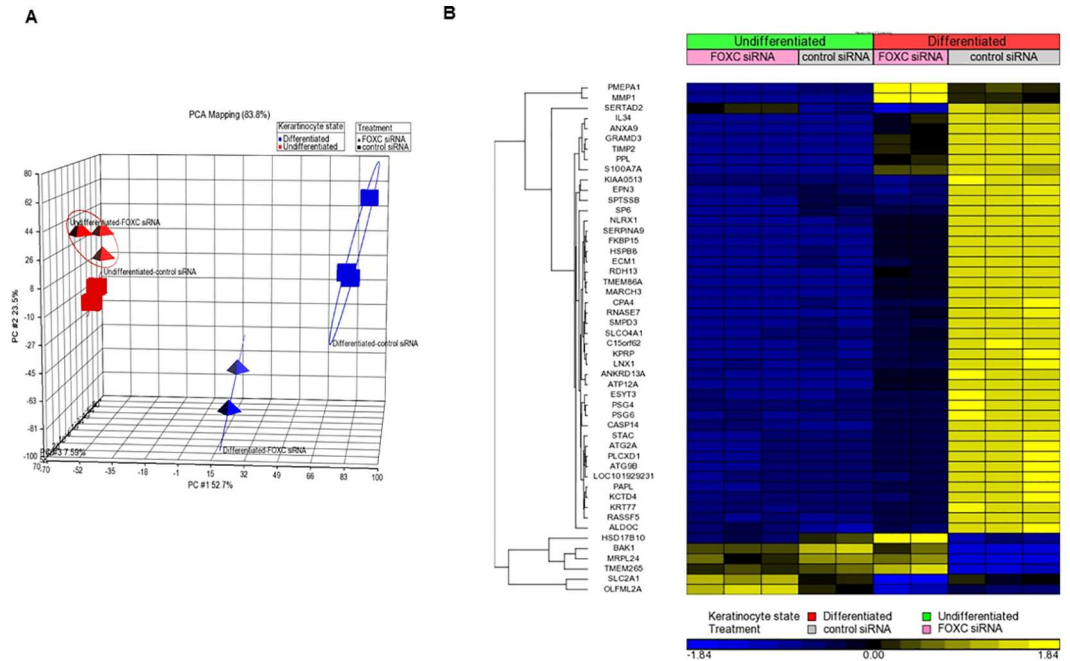 A
B
PCA Mapping (83.8%)
Kerartinocyte state
Differentiated
Undifferentiated
Treatment
FOXC siRNA
control siRNA
80
62
44
26
8
-10
-27
-45
-63
-81
-100
PC #2 23.5%
Undifferentiated-FOXC siRNA
Undifferentiated-control siRNA
Differentiated-control siRNA
Differentiated-FOXC siRNA
PC #3 7.59%
70
-70 -52 -35 -18 -1 15 32 49 66 83 100
PC #1 52.7%
Undifferentiated Differentiated
FOXC siRNA control siRNA FOXC siRNA control siRNA
PMEPA1
MMP1
SERTAD2
IL34
ANXA9
GRAMD3
TIMP2
PPL
S100A7A
KIAA0513
EPN3
SPTSSB
SP6
NLRX1
SERPINA9
FKBP15
HSPB8
ECM1
RDH13
TMEM86A
MARCH3
CPA4
RNASE7
SMPD3
SLCO4A1
C15orf62
KPRP
LNX1
ANKRD13A
ATP12A
ESYT3
PSG4
PSG6
CASP14
STAC
ATG2A
PLCXD1
ATG9B
LOC101929231
PAPL
KCTD4
KRT77
RASSF5
ALDOC
HSD17B10
BAK1
MRPL24
TMEM265
SLC2A1
OLFML2A
Keratinocyte state Differentiated Undifferentiated
Treatment control siRNA FOXC siRNA
-1.84 0.00 1.84